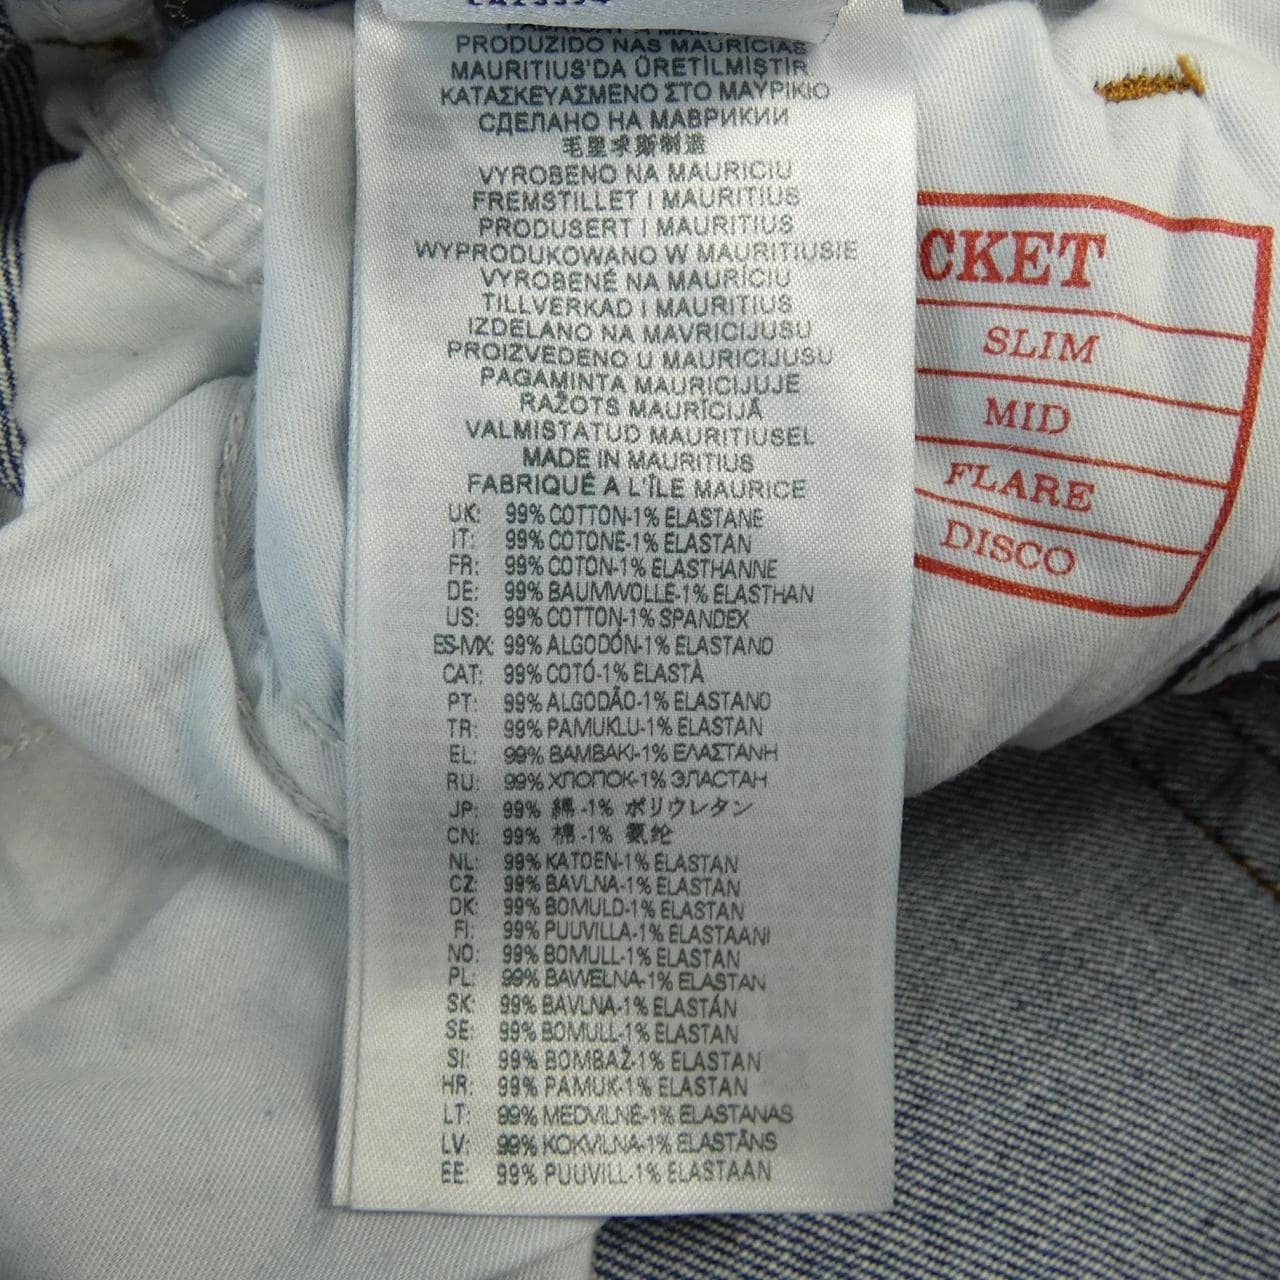 PRODUZIDO NAS MAURÍCIAS
MAURITIUS'DA ÜRETİLMİŞTİR
ΚΑΤΑΣΚΕΥΑΣΜΕΝΟ ΣΤΟ ΜΑΥΡΙΚΙΟ
СДЕЛАНО НА МАВРИКИИ
毛里求斯制造
VYROBENO NA MAURICIU
FREMSTILLET I MAURITIUS
PRODUSERT I MAURITIUS
WYPRODUKOWANO W MAURITIUSIE
VYROBENÉ NA MAURÍCIU
TILLVERKAD I MAURITIUS
IZDELANO NA MAVRICIJUSU
PROIZVEDENO U MAURICIJUSU
PAGAMINTA MAURICIJUJE
RAŽOTS MAURĪCIJĀ
VALMISTATUD MAURITIUSEL
MADE IN MAURITIUS
FABRIQUÉ A L'ÎLE MAURICE
UK: 99% COTTON-1% ELASTANE
IT: 99% COTONE-1% ELASTAN
FR: 99% COTON-1% ELASTHANNE
DE: 99% BAUMWOLLE-1% ELASTHAN
US: 99% COTTON-1% SPANDEX
ES-MX: 99% ALGODÓN-1% ELASTANO
CAT: 99% COTÓ-1% ELASTÀ
PT: 99% ALGODÃO-1% ELASTANO
TR: 99% PAMUKLU-1% ELASTAN
EL: 99% ΒΑΜΒΑΚΙ-1% ΕΛΑΣΤΑΝΗ
RU: 99% ХЛОПОК-1% ЭЛАСТАН
JP: 99% 綿 -1% ポリウレタン
CN: 99% 棉 -1% 氨纶
NL: 99% KATOEN-1% ELASTAN
CZ: 99% BAVLNA-1% ELASTAN
DK: 99% BOMULD-1% ELASTAN
FI: 99% PUUVILLA-1% ELASTAANI
NO: 99% BOMULL-1% ELASTAN
PL: 99% BAWEŁNA-1% ELASTAN
SK: 99% BAVLNA-1% ELASTÁN
SE: 99% BOMULL-1% ELASTAN
SI: 99% BOMBAŽ-1% ELASTAN
HR: 99% PAMUK-1% ELASTAN
LT: 99% MEDVILNĖ-1% ELASTANAS
LV: 99% KOKVILNA-1% ELASTĀNS
EE: 99% PUUVILL-1% ELASTAAN
CKET
SLIM
MID
FLARE
DISCO